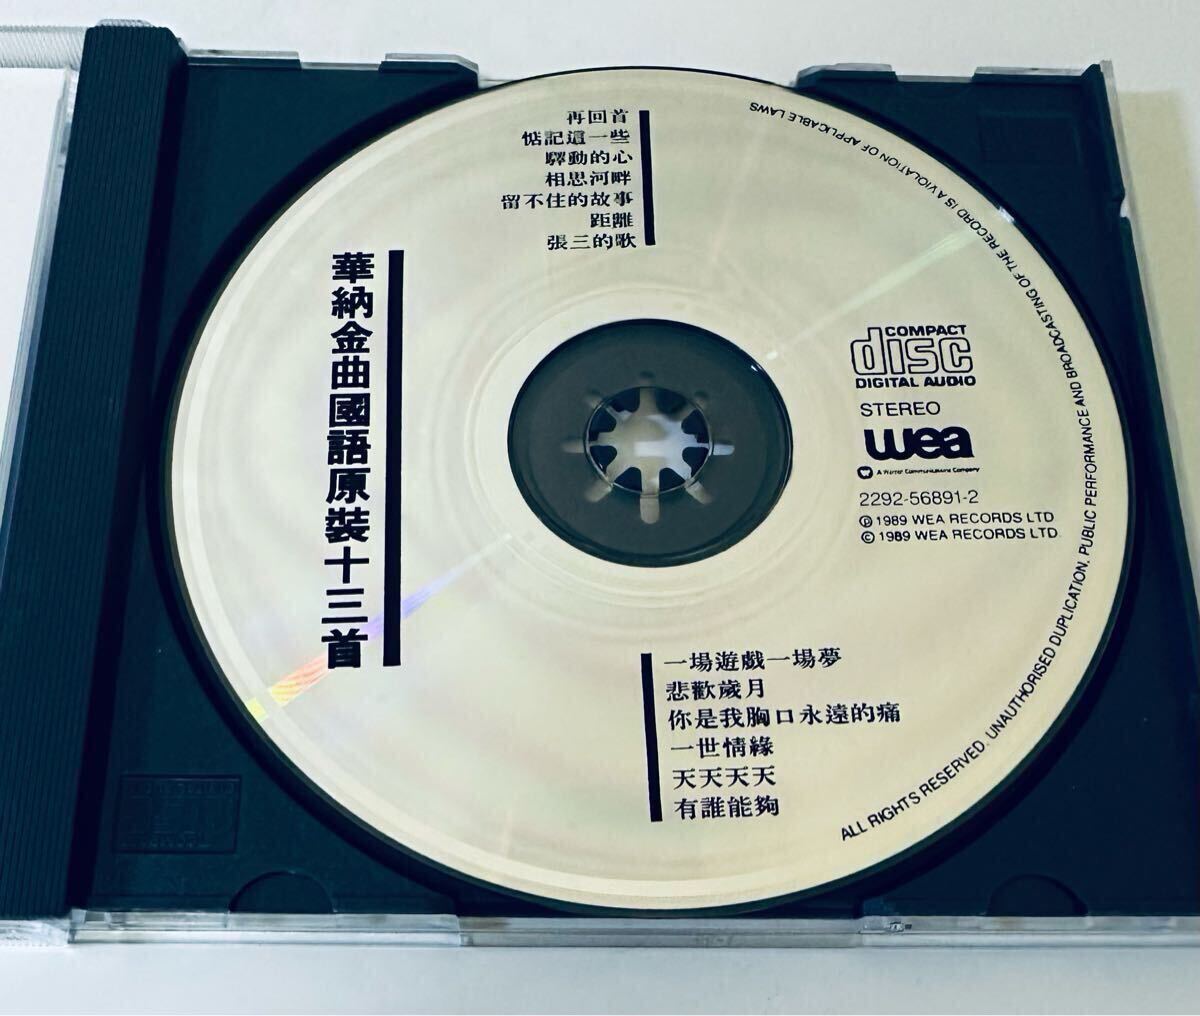 再回首
惦記這一些
驛動的心
相思河畔
留不住的故事
距離
張三的歌
華納金曲國語原裝十三首
COMPACT
disc
DIGITAL AUDIO
STEREO
wea
A Warner Communications Company
2292-56891-2
Ⓟ 1989 WEA RECORDS LTD
© 1989 WEA RECORDS LTD.
一場遊戲一場夢
悲歡歲月
你是我胸口永遠的痛
一世情緣
天天天天
有誰能夠
ALL RIGHTS RESERVED. UNAUTHORISED DUPLICATION, PUBLIC PERFORMANCE AND BROADCASTING OF THE RECORD IS A VIOLATION OF APPLICABLE LAWS